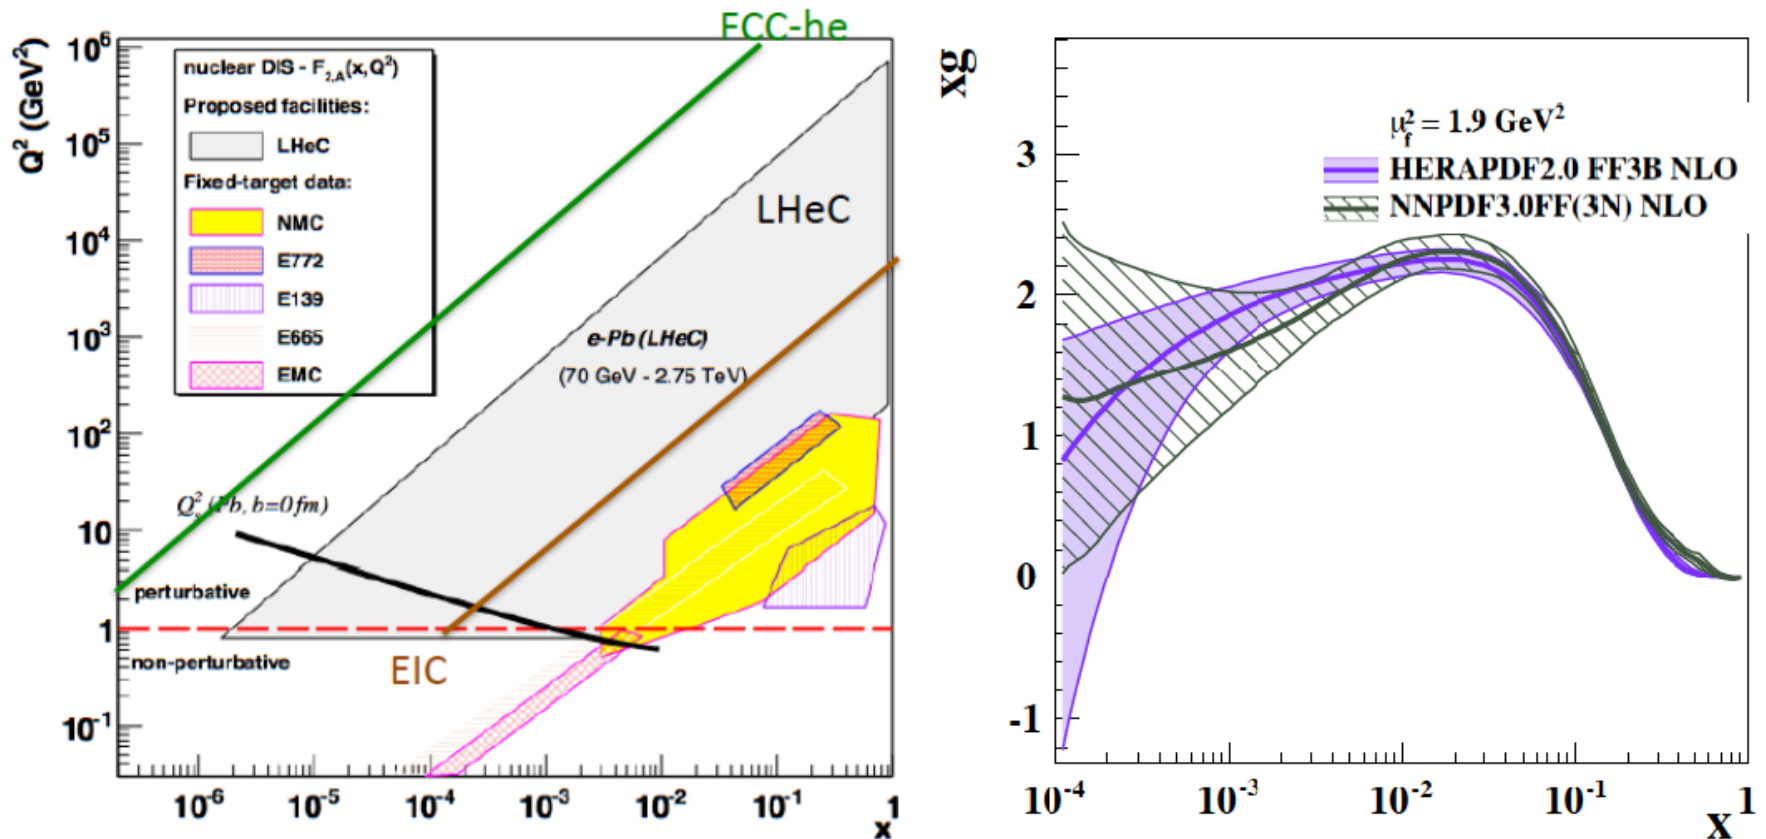 FCC-he
Q² (GeV²)
10⁶
10⁵
10⁴
10³
10²
10
1
10⁻¹
nuclear DIS - F₂,A(x,Q²)
Proposed facilities:
LHeC
Fixed-target data:
NMC
E772
E139
E665
EMC
LHeC
e-Pb (LHeC)
(70 GeV - 2.75 TeV)
(Pb, b=0 fm)
perturbative
non-perturbative
EIC
10⁻⁶ 10⁻⁵ 10⁻⁴ 10⁻³ 10⁻² 10⁻¹ 1
x
xg
3
2
1
0
-1
μ_f² = 1.9 GeV²
HERAPDF2.0 FF3B NLO
NNPDF3.0FF(3N) NLO
10⁻⁴ 10⁻³ 10⁻² 10⁻¹ 1
x